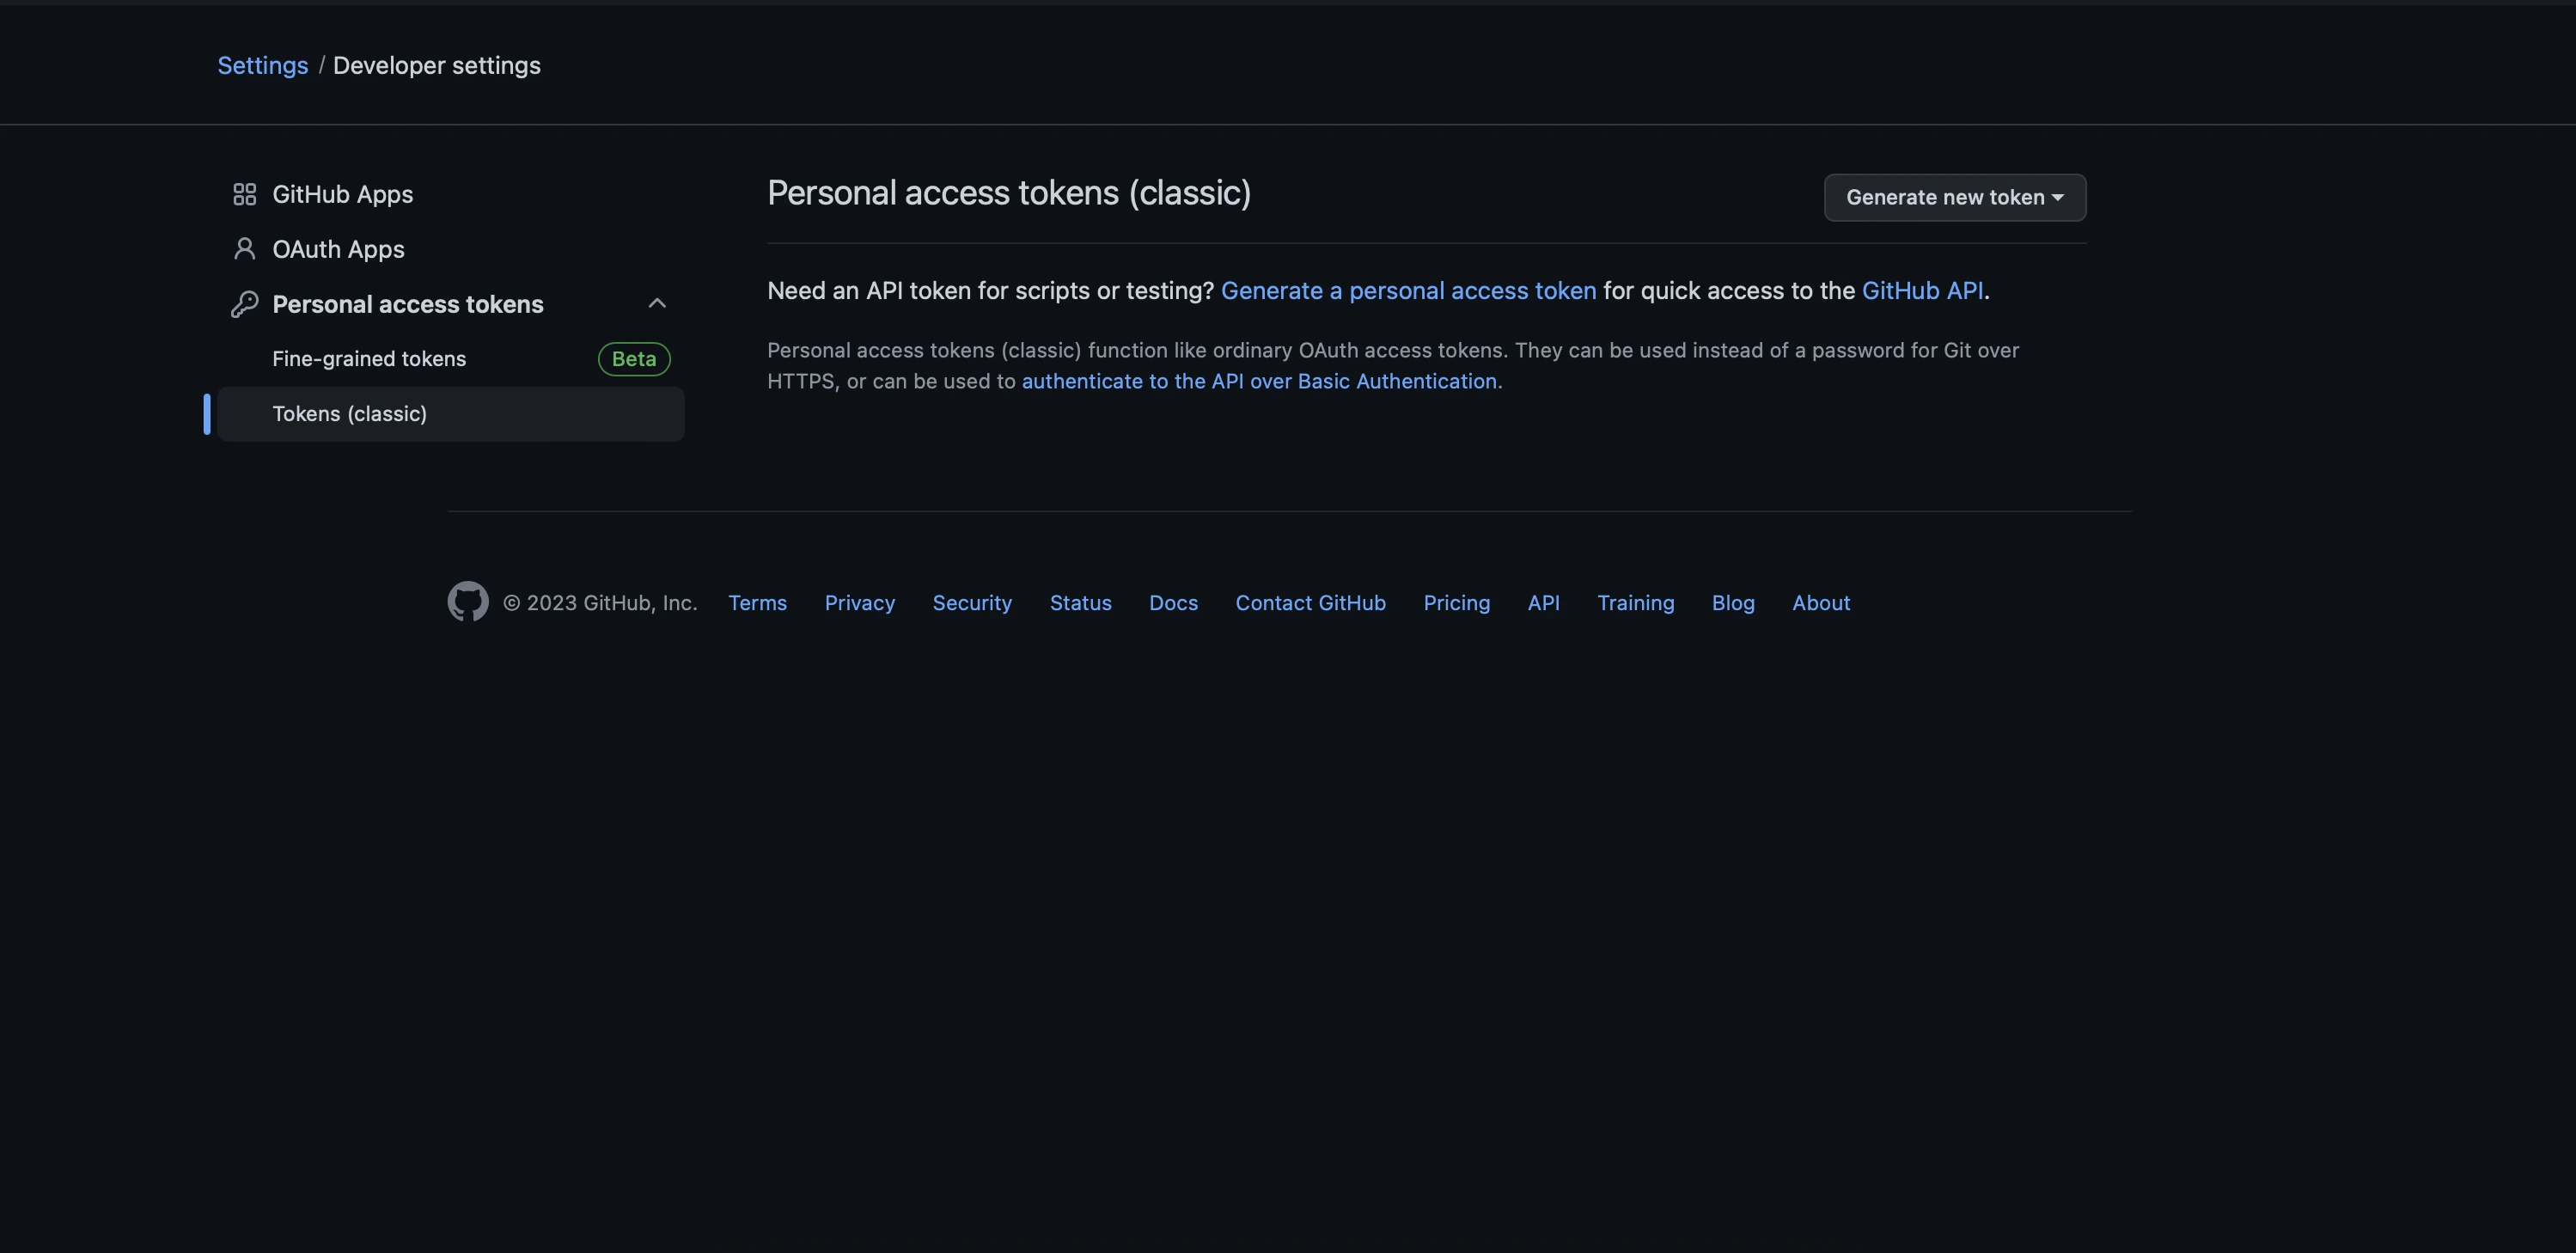 Settings / Developer settings
GitHub Apps
OAuth Apps
Personal access tokens
Fine-grained tokens Beta
Tokens (classic)
Personal access tokens (classic)
Generate new token
Need an API token for scripts or testing? Generate a personal access token for quick access to the GitHub API.
Personal access tokens (classic) function like ordinary OAuth access tokens. They can be used instead of a password for Git over
HTTPS, or can be used to authenticate to the API over Basic Authentication.
© 2023 GitHub, Inc. Terms Privacy Security Status Docs Contact GitHub Pricing API Training Blog About